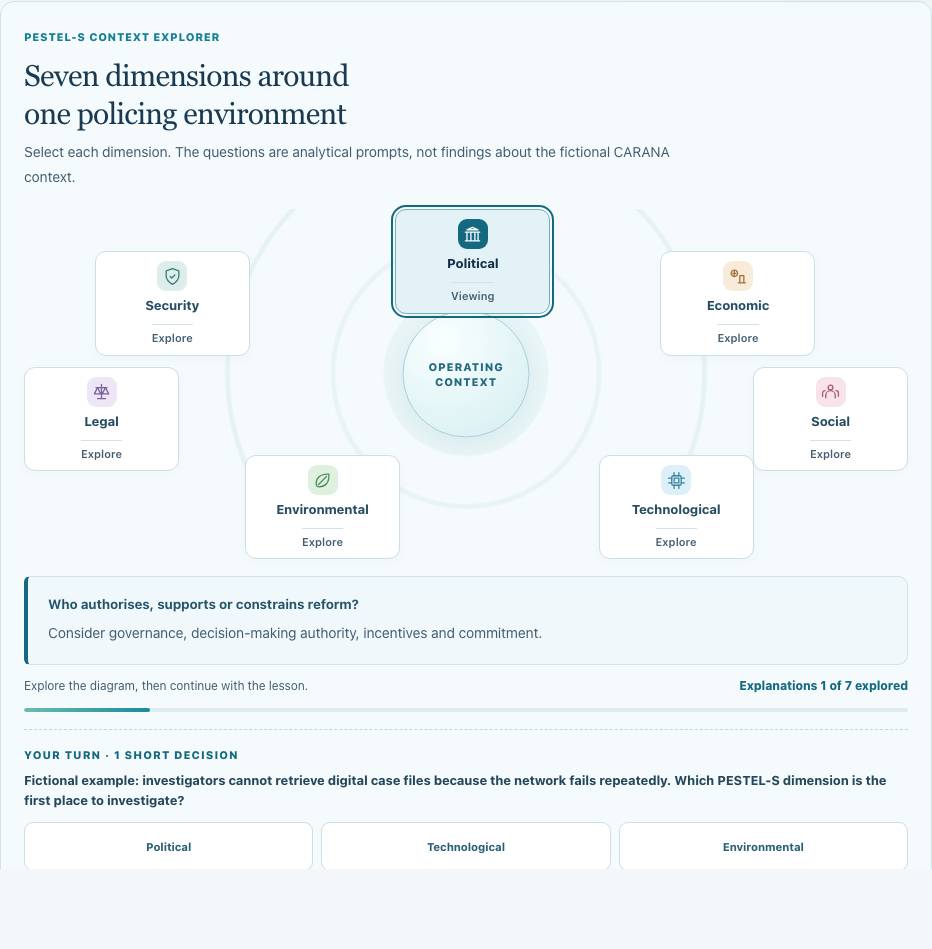 PESTEL-S CONTEXT EXPLORER
Seven dimensions around
one policing environment
Select each dimension. The questions are analytical prompts, not findings about the fictional CARANA
context.
Political
Viewing
Security
Explore
Economic
Explore
Legal
Explore
OPERATING
CONTEXT
Social
Explore
Environmental
Explore
Technological
Explore
Who authorises, supports or constrains reform?
Consider governance, decision-making authority, incentives and commitment.
Explore the diagram, then continue with the lesson.
Explanations 1 of 7 explored
YOUR TURN · 1 SHORT DECISION
Fictional example: investigators cannot retrieve digital case files because the network fails repeatedly. Which PESTEL-S dimension is the
first place to investigate?
Political
Technological
Environmental